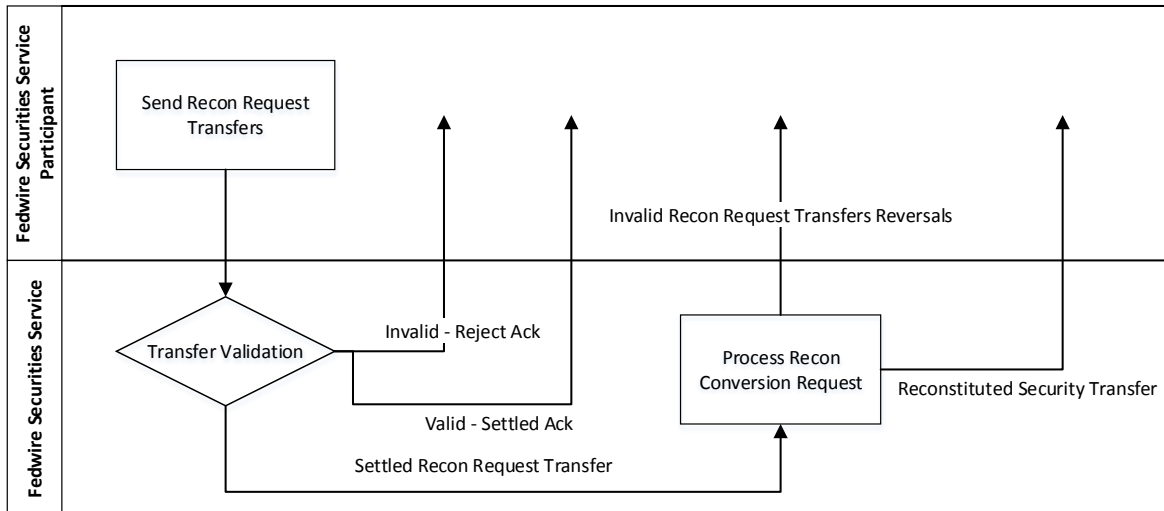 Fedwire Securities Service
Participant
Send Recon Request
Transfers
Invalid Recon Request Transfers Reversals
Fedwire Securities Service
Transfer Validation
Invalid - Reject Ack
Valid - Settled Ack
Settled Recon Request Transfer
Process Recon
Conversion Request
Reconstituted Security Transfer